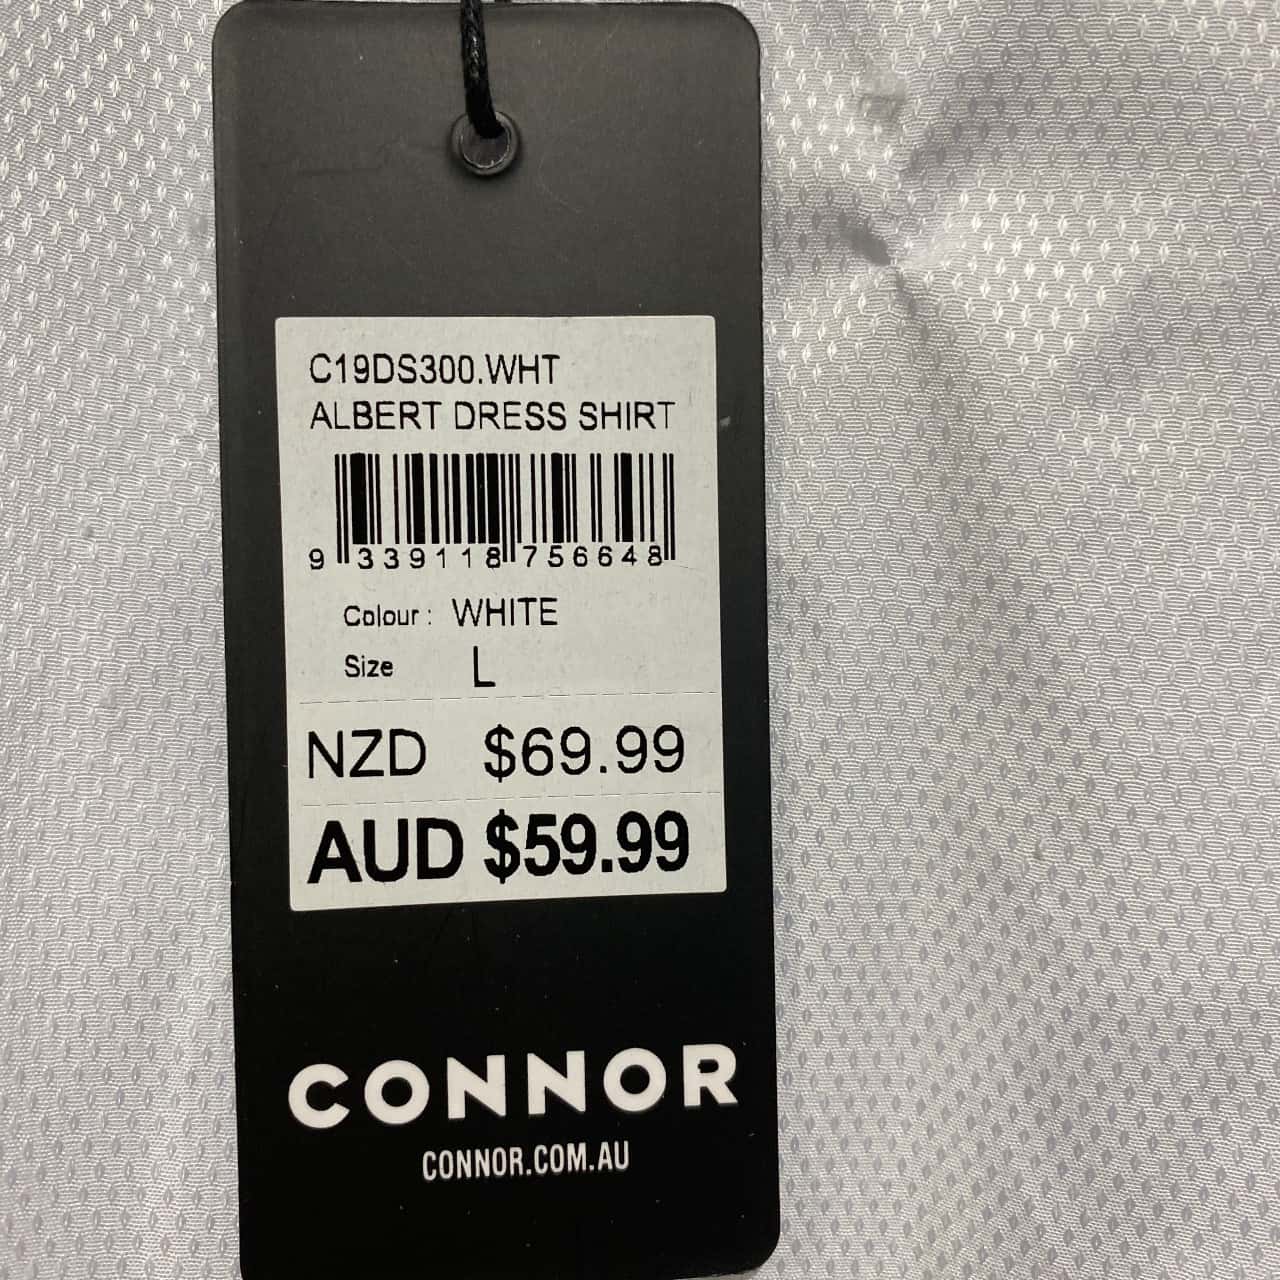 C19DS300.WHT
ALBERT DRESS SHIRT
9 339118 756648
Colour : WHITE
Size L
NZD $69.99
AUD $59.99
CONNOR
CONNOR.COM.AU